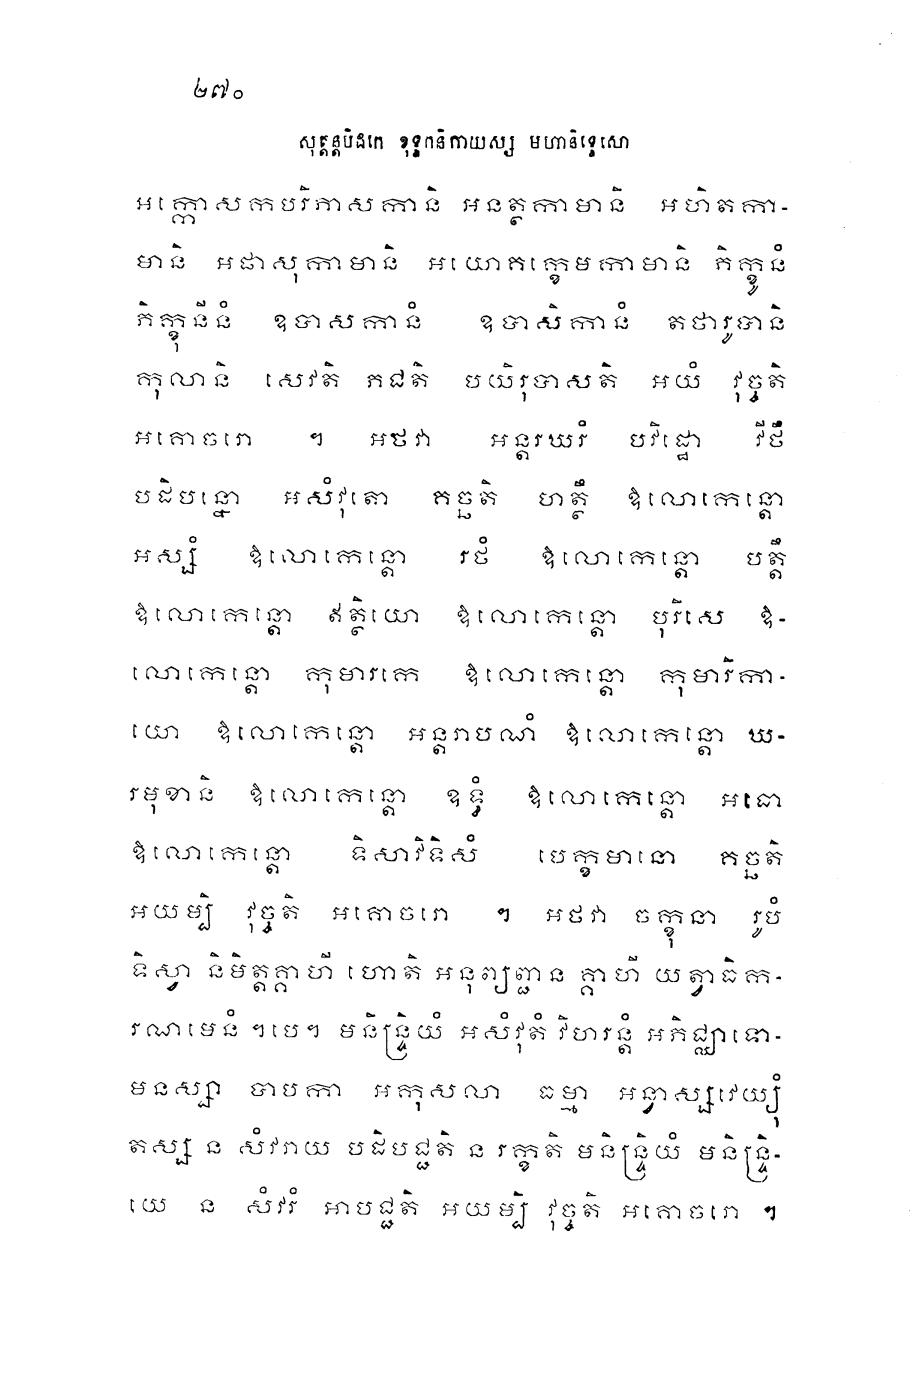 ២៧០
សុត្តន្តបិដកេ ខុទ្ទកនិកាយស្ស មហានិទ្ទេសោ
អក្កោសកបរិភាសកានិ អនត្ថកាមានិ អហិតកា-
មានិ អផាសុកាមានិ អយោគក្ខេមកាមានិ ភិក្ខូនំ
ភិក្ខុនីនំ ឧបាសកានំ ឧបាសិកានំ តថារូបានិ
កុលានិ សេវតិ ភជតិ បយិរុបាសតិ អយំ វុច្ចតិ
អគោចរោ ។ អថវា អន្តរឃរំ បវិដ្ឋោ វីថឹ
បដិបន្នោ អសំវុតោ គច្ឆតិ ហត្ថឹ ឱលោកេន្តោ
អស្សំ ឱលោកេន្តោ រថំ ឱលោកេន្តោ បត្តឹ
ឱលោកេន្តោ ឥត្ថិយោ ឱលោកេន្តោ បុរិសេ ឱ-
លោកេន្តោ កុមារកេ ឱលោកេន្តោ កុមារិកា-
យោ ឱលោកេន្តោ អន្តរាបណំ ឱលោកេន្តោ ឃ-
រមុខានិ ឱលោកេន្តោ ឧទ្ធំ ឱលោកេន្តោ អធោ
ឱលោកេន្តោ ទិសាវិទិសំ បេក្ខមានោ គច្ឆតិ
អយម្បិ វុច្ចតិ អគោចរោ ។ អថវា ចក្ខុនា រូបំ
ទិស្វា និមិត្តគ្គាហី ហោតិ អនុព្យញ្ជនគ្គាហី យត្វាធិក-
រណមេនំ ។បេ។ មនិន្ទ្រិយំ អសំវុតំ វិហរន្តំ អភិជ្ឈាទោ-
មនស្សា បាបកា អកុសលា ធម្មា អន្វាស្សវេយ្យុំ
តស្ស ន សំវរាយ បដិបជ្ជតិ ន រក្ខតិ មនិន្ទ្រិយំ មនិន្ទ្រិ-
យេ ន សំវរំ អាបជ្ជតិ អយម្បិ វុច្ចតិ អគោចរោ ។